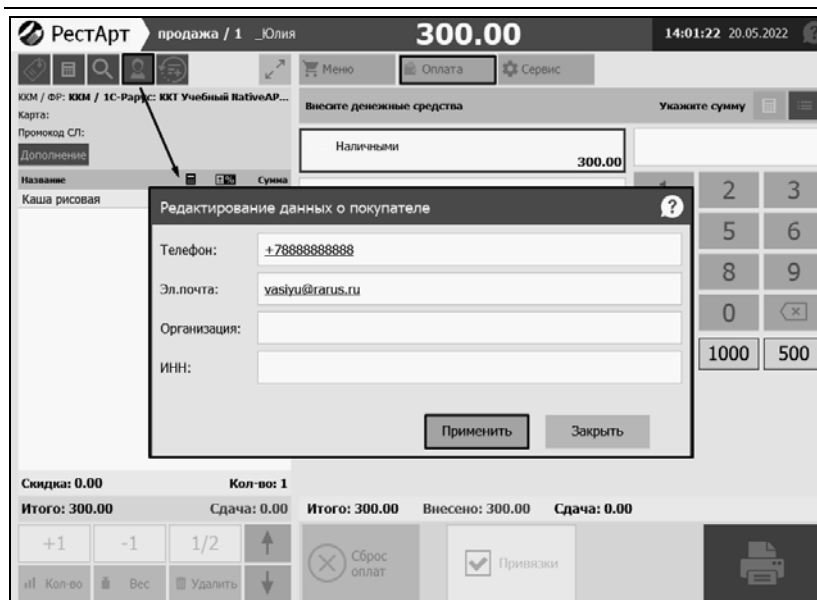 РестАрт продажа / 1 _Юлия 300.00 14:01:22 20.05.2022
Меню Оплата Сервис
ККМ / ФР: ККМ / 1С-Рарус: ККТ Учебный NativeAP...
Карта:
Внесите денежные средства Укажите сумму
Промокод СЛ:
Дополнение
Наличными
300.00
Название Сумма
Каша рисовая
2 3
Редактирование данных о покупателе
Телефон: +78888888888
5 6
Эл.почта: vasiyu@rarus.ru
8 9
Организация:
0
ИНН:
1000 500
Применить Закрыть
Скидка: 0.00 Кол-во: 1
Итого: 300.00 Сдача: 0.00 Итого: 300.00 Внесено: 300.00 Сдача: 0.00
+1 -1 1/2
Сброс
оплат
Привязки
Кол-во Вес Удалить